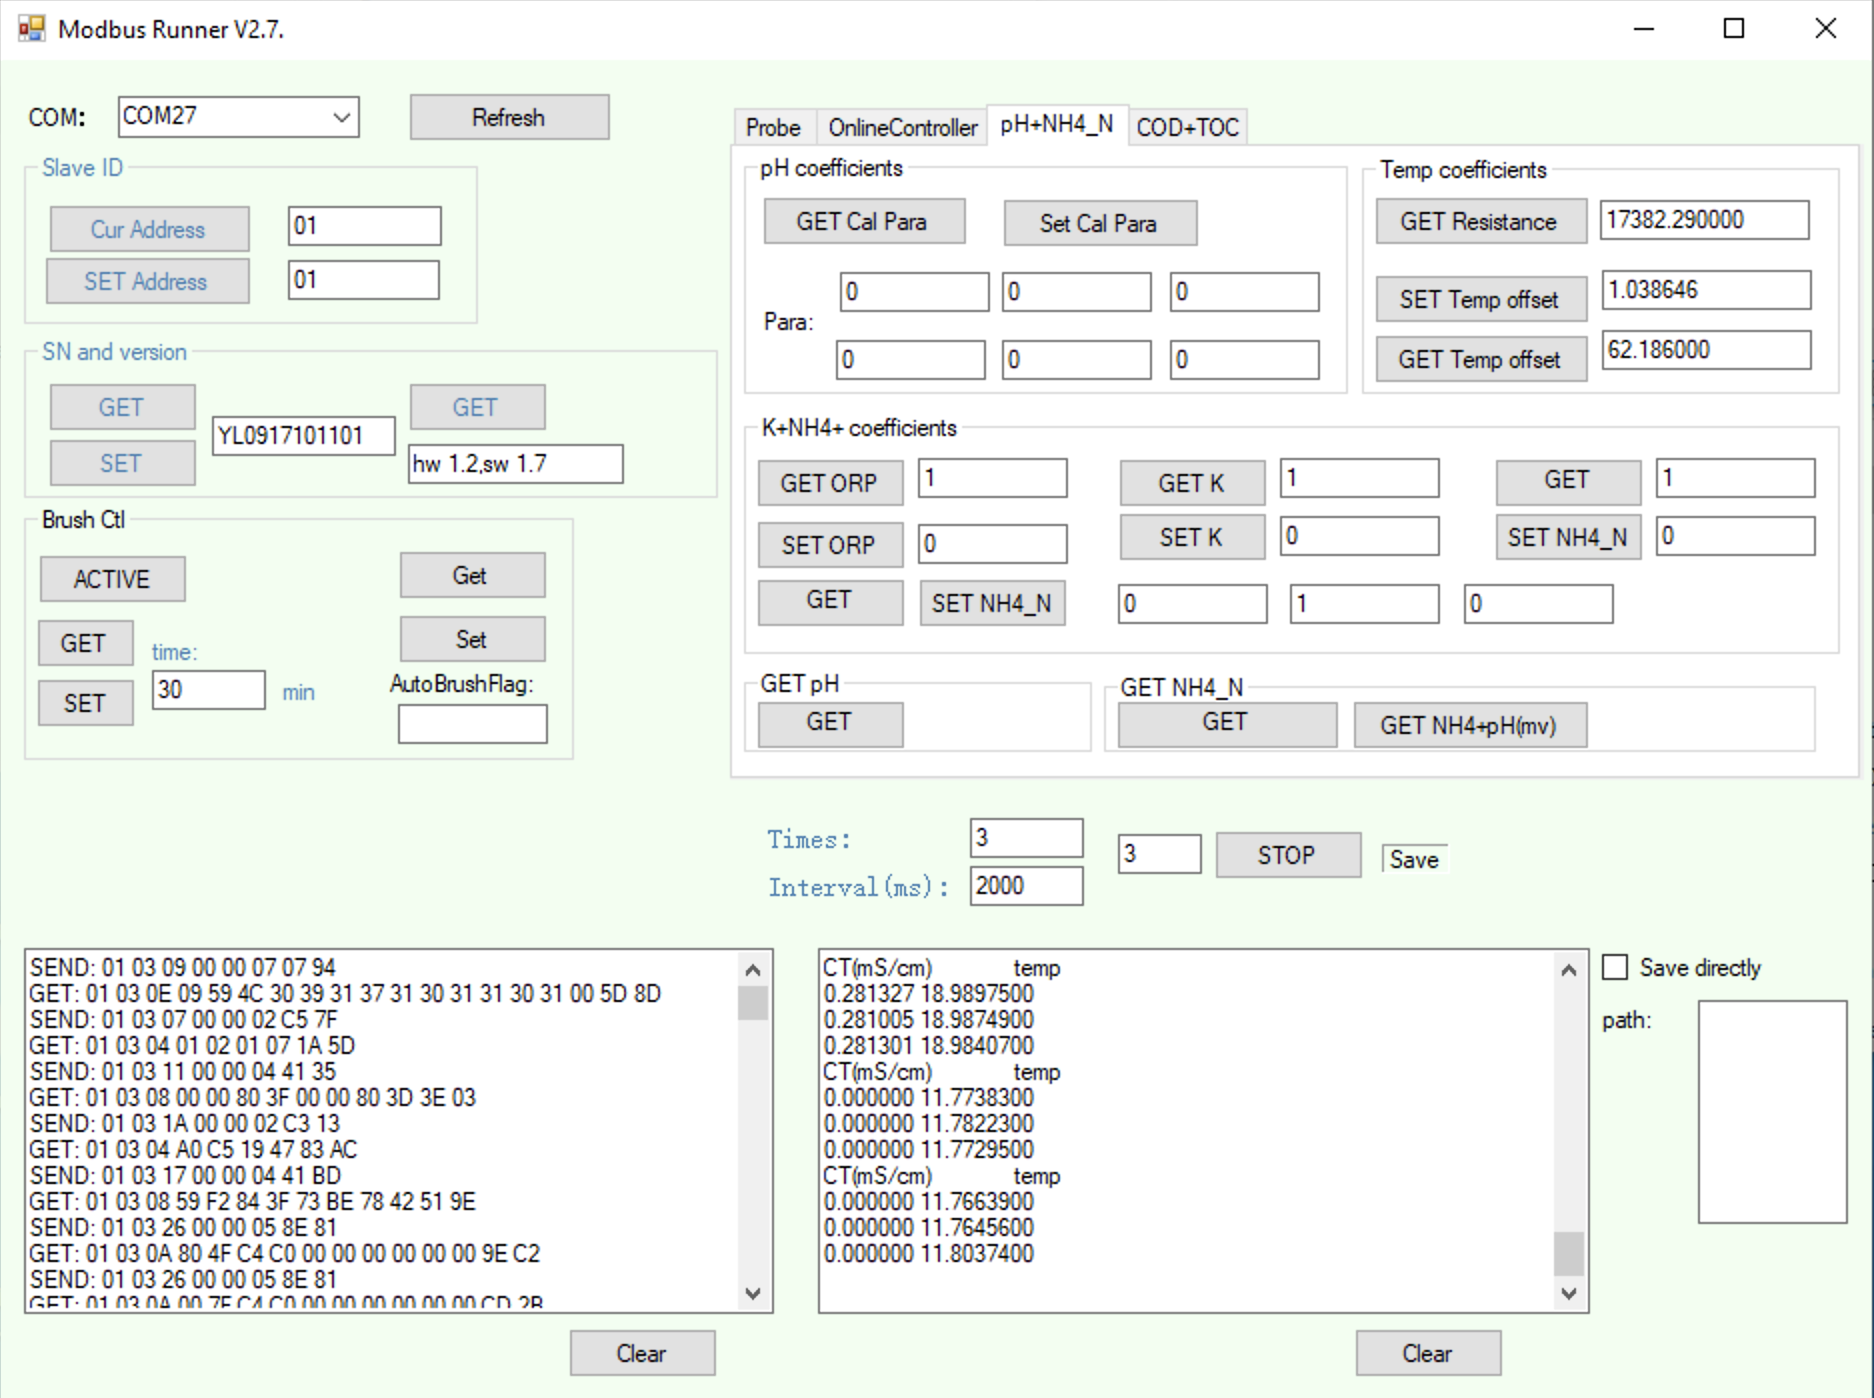 Modbus Runner V2.7.
COM: COM27 Refresh
Slave ID
Cur Address 01
SET Address 01
SN and version
GET GET
YL0917101101
SET hw 1.2,sw 1.7
Brush Ctl
ACTIVE Get
GET time: Set
SET 30 min AutoBrushFlag:
Probe OnlineController pH+NH4_N COD+TOC
pH coefficients
GET Cal Para Set Cal Para
Para:
0 0 0
0 0 0
Temp coefficients
GET Resistance 17382.290000
SET Temp offset 1.038646
GET Temp offset 62.186000
K+NH4+ coefficients
GET ORP 1 GET K 1 GET 1
SET ORP 0 SET K 0 SET NH4_N 0
GET SET NH4_N 0 1 0
GET pH
GET
GET NH4_N
GET GET NH4+pH(mv)
Times: 3 3 STOP Save
Interval(ms): 2000
SEND: 01 03 09 00 00 07 07 94
GET: 01 03 0E 09 59 4C 30 39 31 37 31 30 31 31 30 31 00 5D 8D
SEND: 01 03 07 00 00 02 C5 7F
GET: 01 03 04 01 02 01 07 1A 5D
SEND: 01 03 11 00 00 04 41 35
GET: 01 03 08 00 00 80 3F 00 00 80 3D 3E 03
SEND: 01 03 1A 00 00 02 C3 13
GET: 01 03 04 A0 C5 19 47 83 AC
SEND: 01 03 17 00 00 04 41 BD
GET: 01 03 08 59 F2 84 3F 73 BE 78 42 51 9E
SEND: 01 03 26 00 00 05 8E 81
GET: 01 03 0A 80 4F C4 C0 00 00 00 00 00 00 9E C2
SEND: 01 03 26 00 00 05 8E 81
GET: 01 03 0A 00 7F C4 C0 00 00 00 00 00 00 CD 2B
Clear
CT(mS/cm) temp
0.281327 18.9897500
0.281005 18.9874900
0.281301 18.9840700
CT(mS/cm) temp
0.000000 11.7738300
0.000000 11.7822300
0.000000 11.7729500
CT(mS/cm) temp
0.000000 11.7663900
0.000000 11.7645600
0.000000 11.8037400
Clear
Save directly
path: